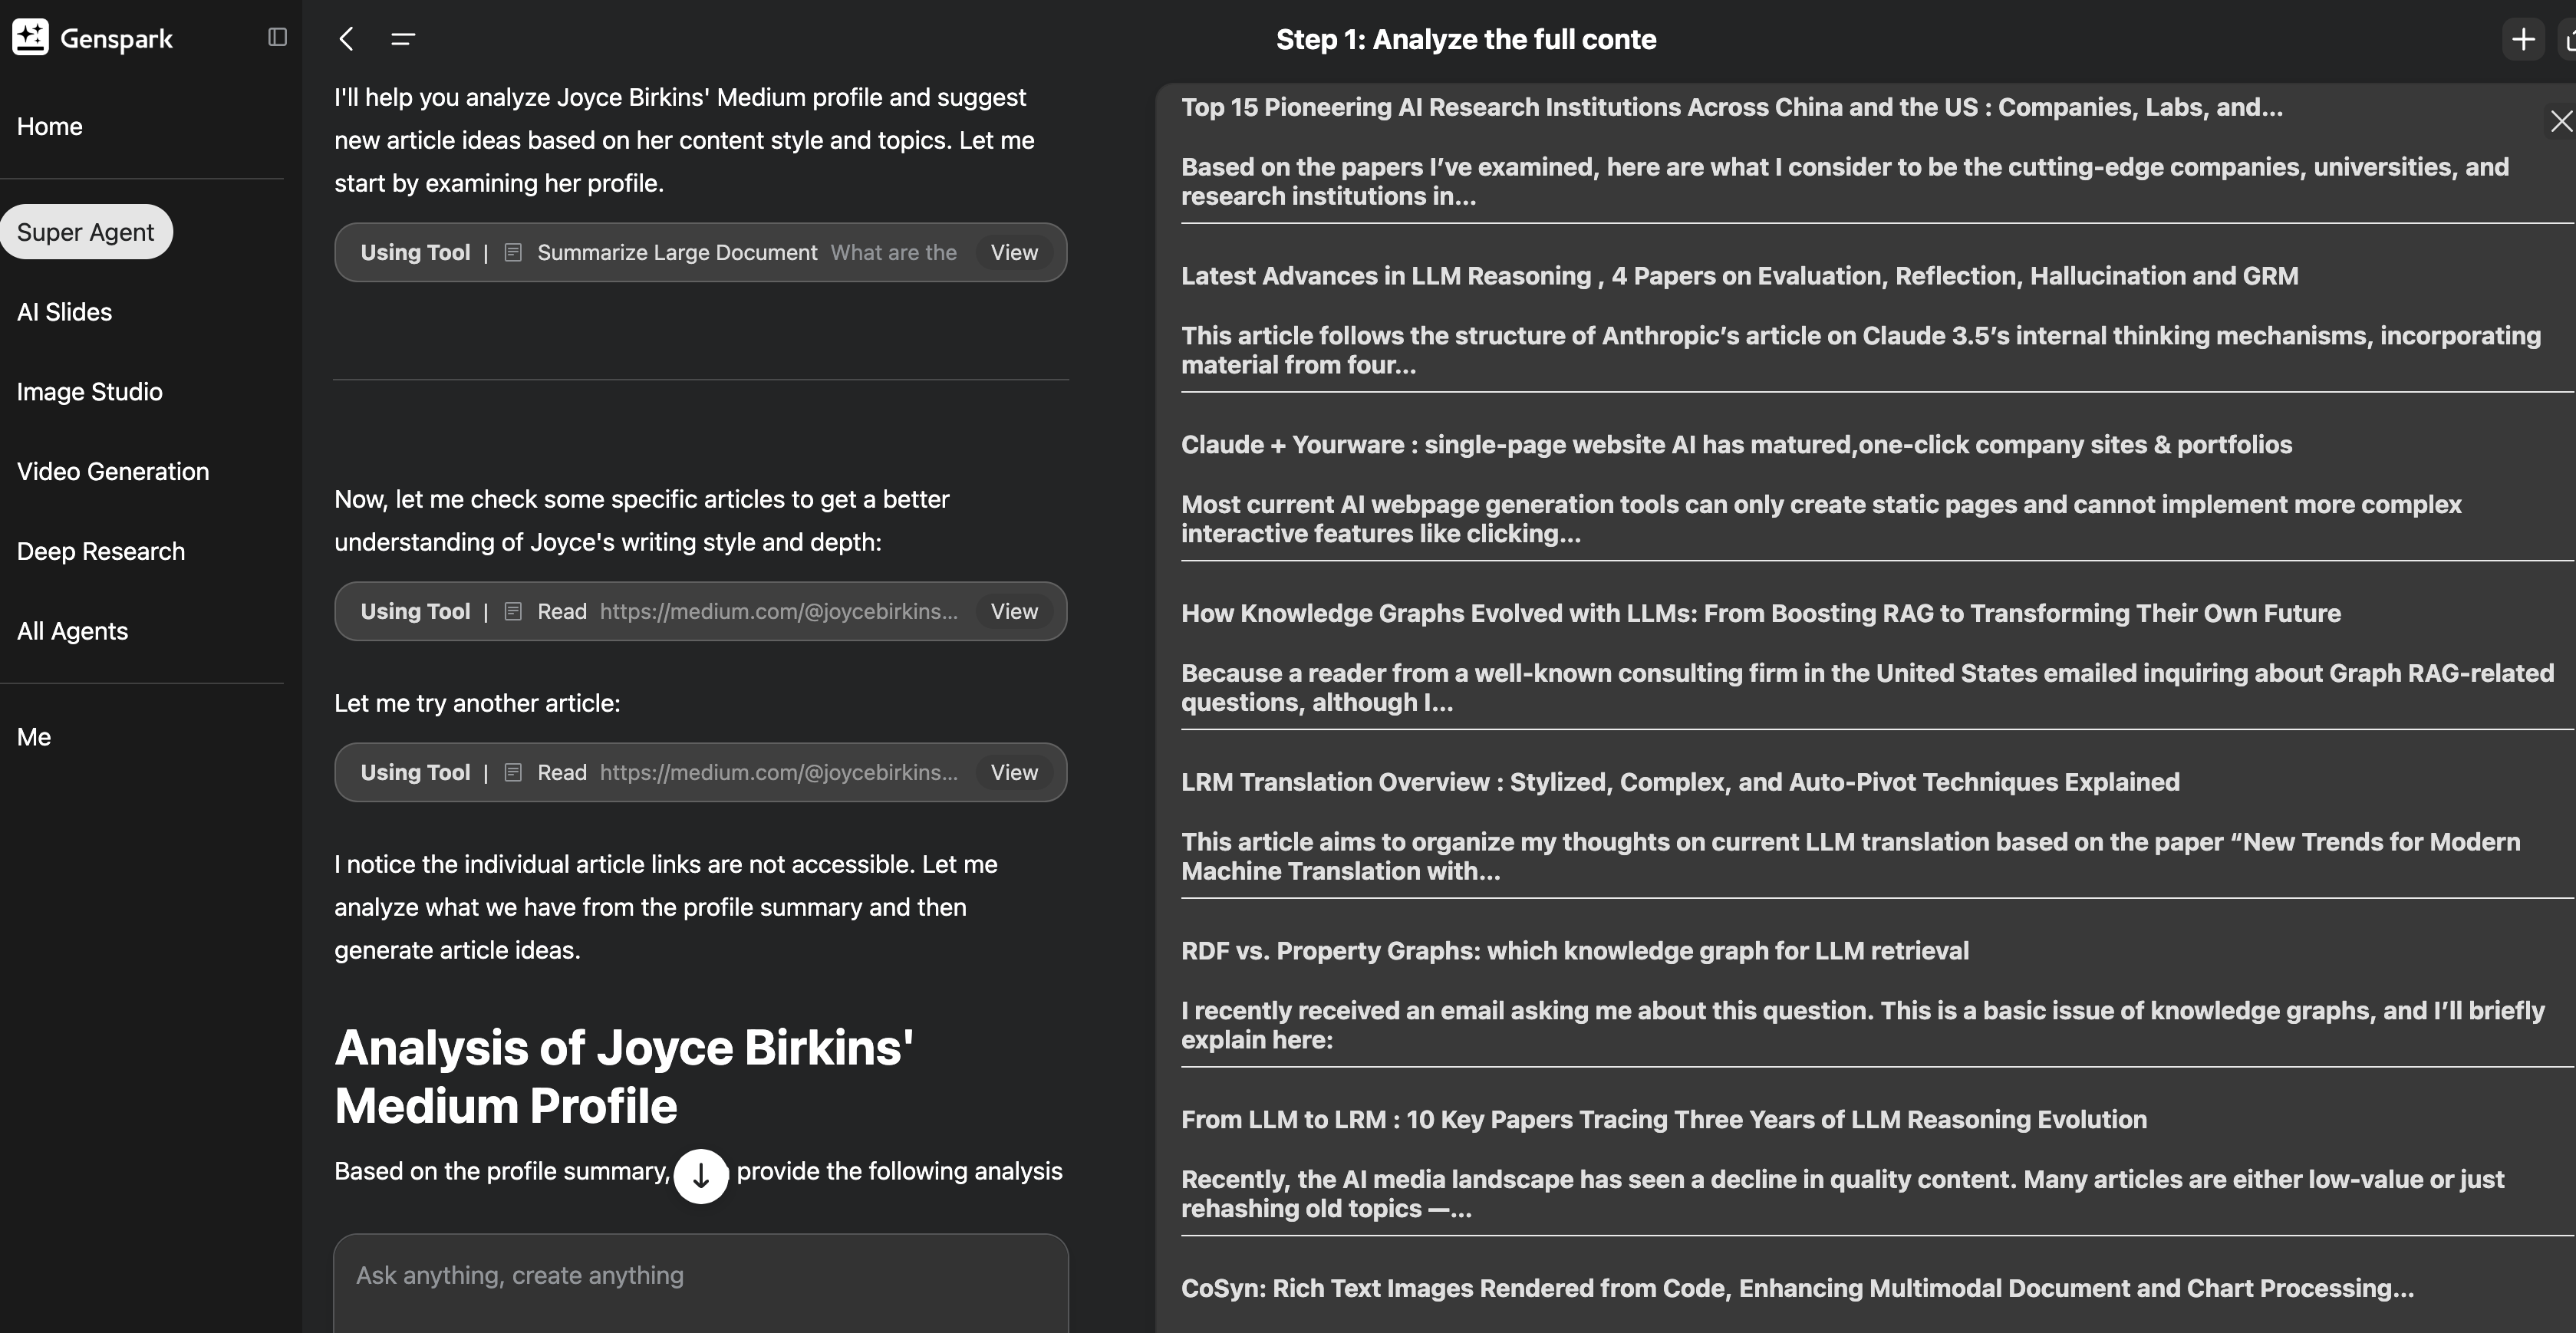 Genspark
Home
Super Agent
AI Slides
Image Studio
Video Generation
Deep Research
All Agents
Me
Step 1: Analyze the full conte
I'll help you analyze Joyce Birkins' Medium profile and suggest
new article ideas based on her content style and topics. Let me
start by examining her profile.
Using Tool | Summarize Large Document What are the View
Now, let me check some specific articles to get a better
understanding of Joyce's writing style and depth:
Using Tool | Read https://medium.com/@joycebirkins... View
Let me try another article:
Using Tool | Read https://medium.com/@joycebirkins... View
I notice the individual article links are not accessible. Let me
analyze what we have from the profile summary and then
generate article ideas.
Analysis of Joyce Birkins'
Medium Profile
Based on the profile summary, provide the following analysis
Ask anything, create anything
Top 15 Pioneering AI Research Institutions Across China and the US : Companies, Labs, and...
Based on the papers I’ve examined, here are what I consider to be the cutting-edge companies, universities, and
research institutions in...
Latest Advances in LLM Reasoning , 4 Papers on Evaluation, Reflection, Hallucination and GRM
This article follows the structure of Anthropic’s article on Claude 3.5’s internal thinking mechanisms, incorporating
material from four...
Claude + Yourware : single-page website AI has matured,one-click company sites & portfolios
Most current AI webpage generation tools can only create static pages and cannot implement more complex
interactive features like clicking...
How Knowledge Graphs Evolved with LLMs: From Boosting RAG to Transforming Their Own Future
Because a reader from a well-known consulting firm in the United States emailed inquiring about Graph RAG-related
questions, although I...
LRM Translation Overview : Stylized, Complex, and Auto-Pivot Techniques Explained
This article aims to organize my thoughts on current LLM translation based on the paper “New Trends for Modern
Machine Translation with...
RDF vs. Property Graphs: which knowledge graph for LLM retrieval
I recently received an email asking me about this question. This is a basic issue of knowledge graphs, and I’ll briefly
explain here:
From LLM to LRM : 10 Key Papers Tracing Three Years of LLM Reasoning Evolution
Recently, the AI media landscape has seen a decline in quality content. Many articles are either low-value or just
rehashing old topics —...
CoSyn: Rich Text Images Rendered from Code, Enhancing Multimodal Document and Chart Processing...